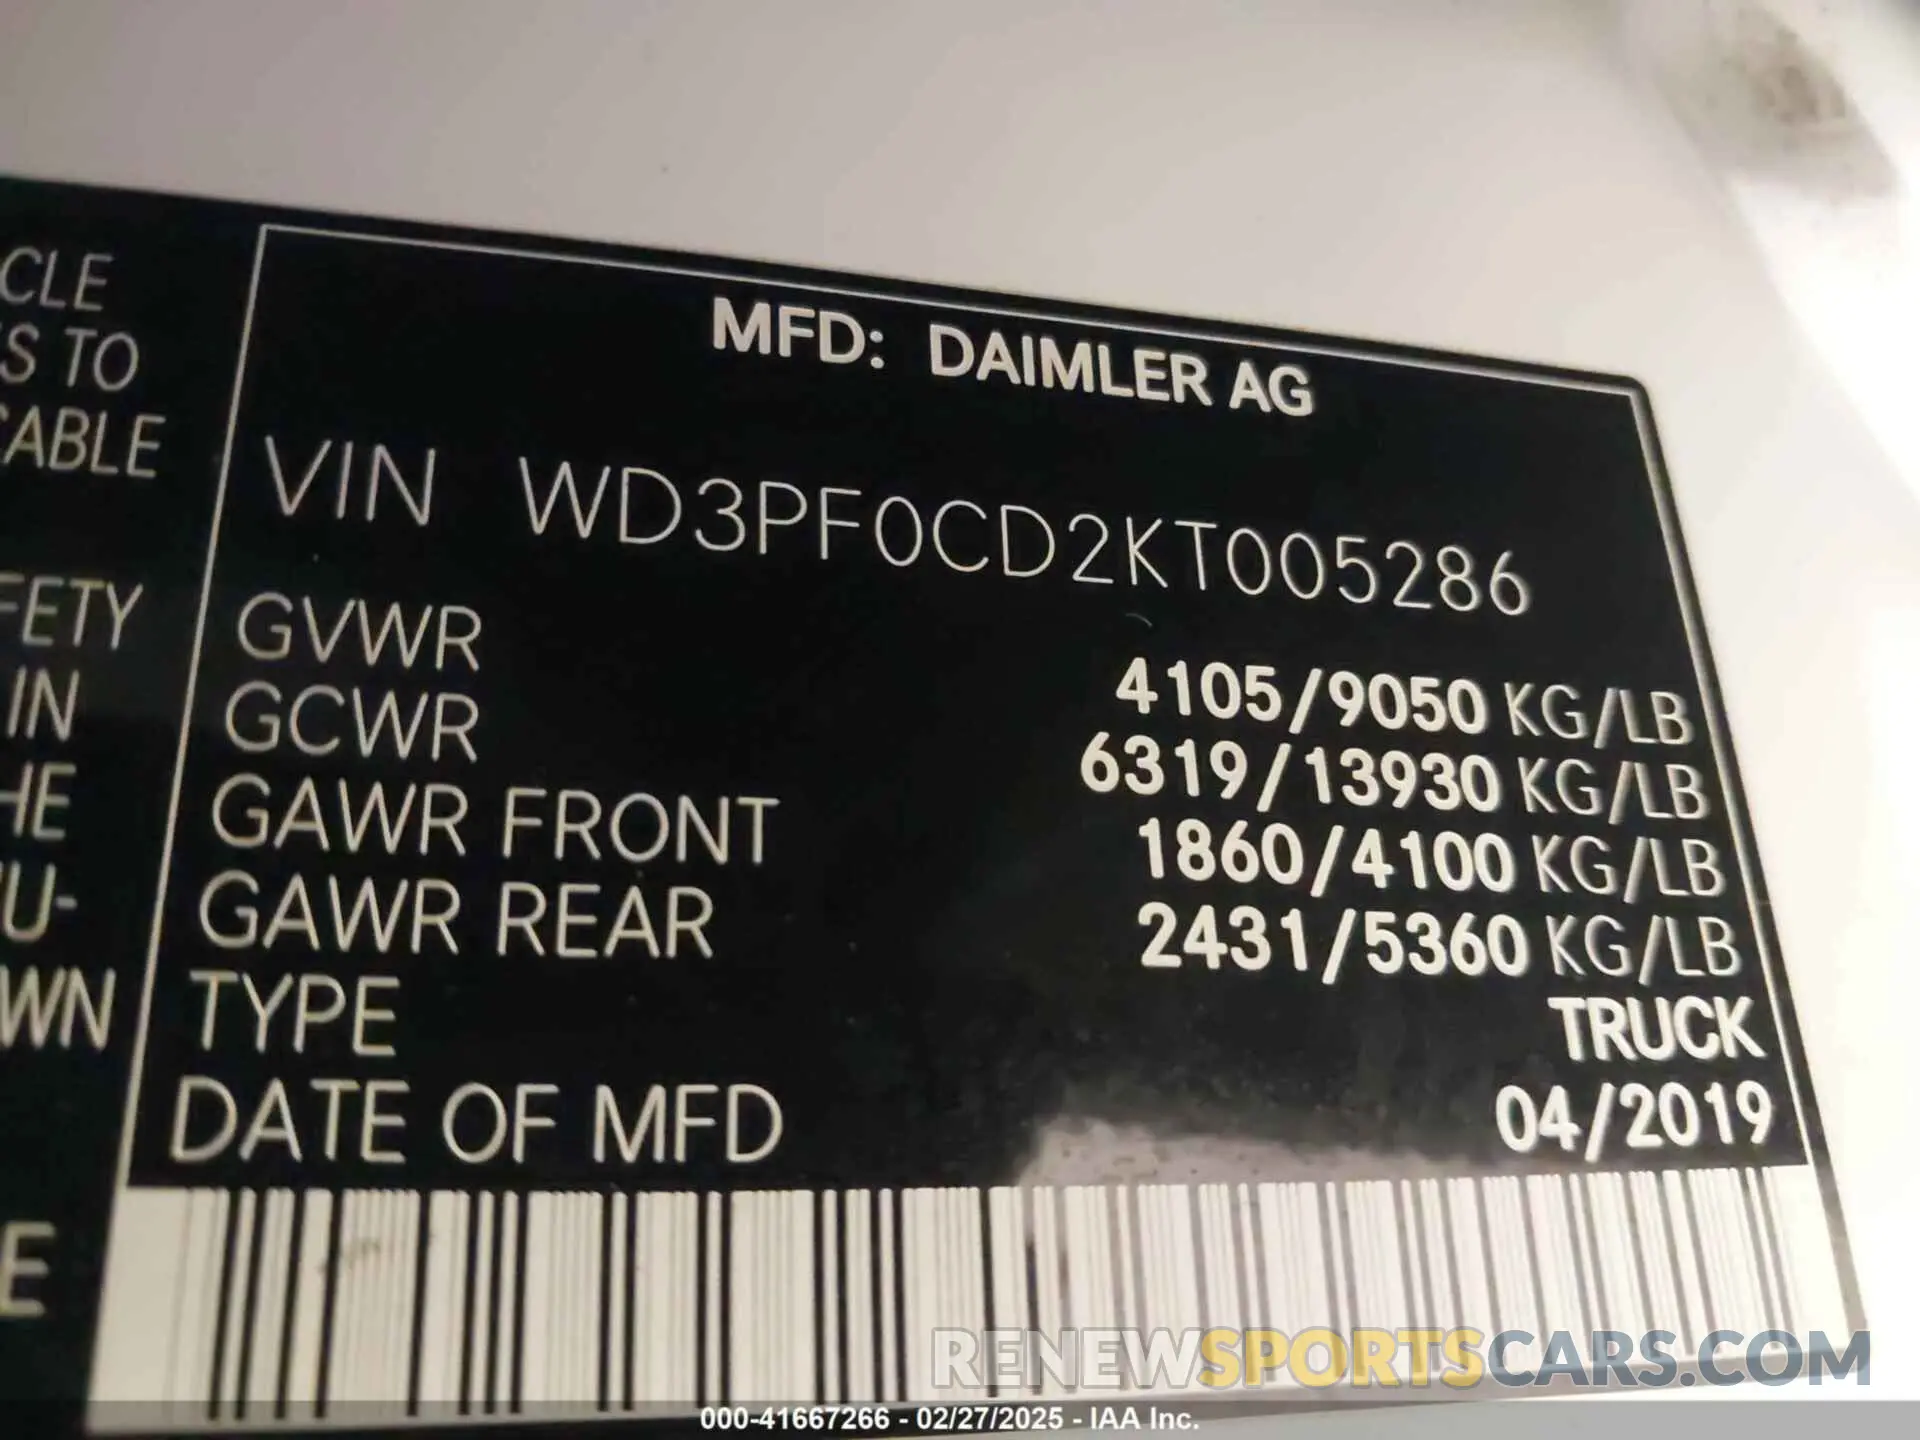 CLE
S TO
CABLE
FETY
IN
HE
U-
WN
E
MFD: DAIMLER AG
VIN WD3PF0CD2KT005286
GVWR 4105/9050 KG/LB
GCWR 6319/13930 KG/LB
GAWR FRONT 1860/4100 KG/LB
GAWR REAR 2431/5360 KG/LB
TYPE TRUCK
DATE OF MFD 04/2019
RENEWSPORTSCARS.COM
000-41667266 - 02/27/2025 - IAA Inc.